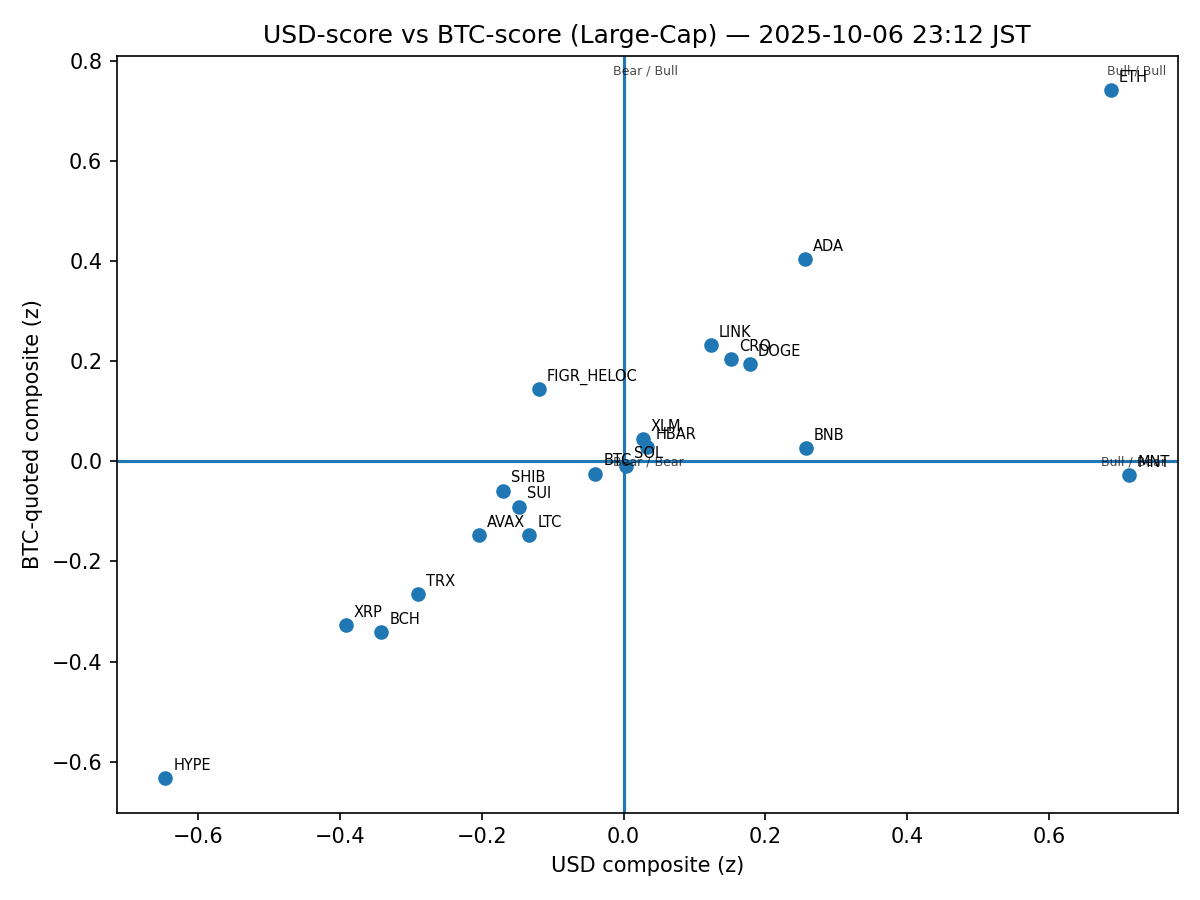 USD-score vs BTC-score (Large-Cap) — 2025-10-06 23:12 JST
Bear / Bull
Bull / Bull
ETH
ADA
LINK
CRO
DOGE
FIGR_HELOC
XLM
HBAR
BNB
SOL
BTC
Bear / Bear
Bull /
MNT
SHIB
SUI
AVAX
LTC
TRX
XRP
BCH
HYPE
0.8
0.6
0.4
0.2
0.0
−0.2
−0.4
−0.6
BTC-quoted composite (z)
−0.6
−0.4
−0.2
0.0
0.2
0.4
0.6
USD composite (z)